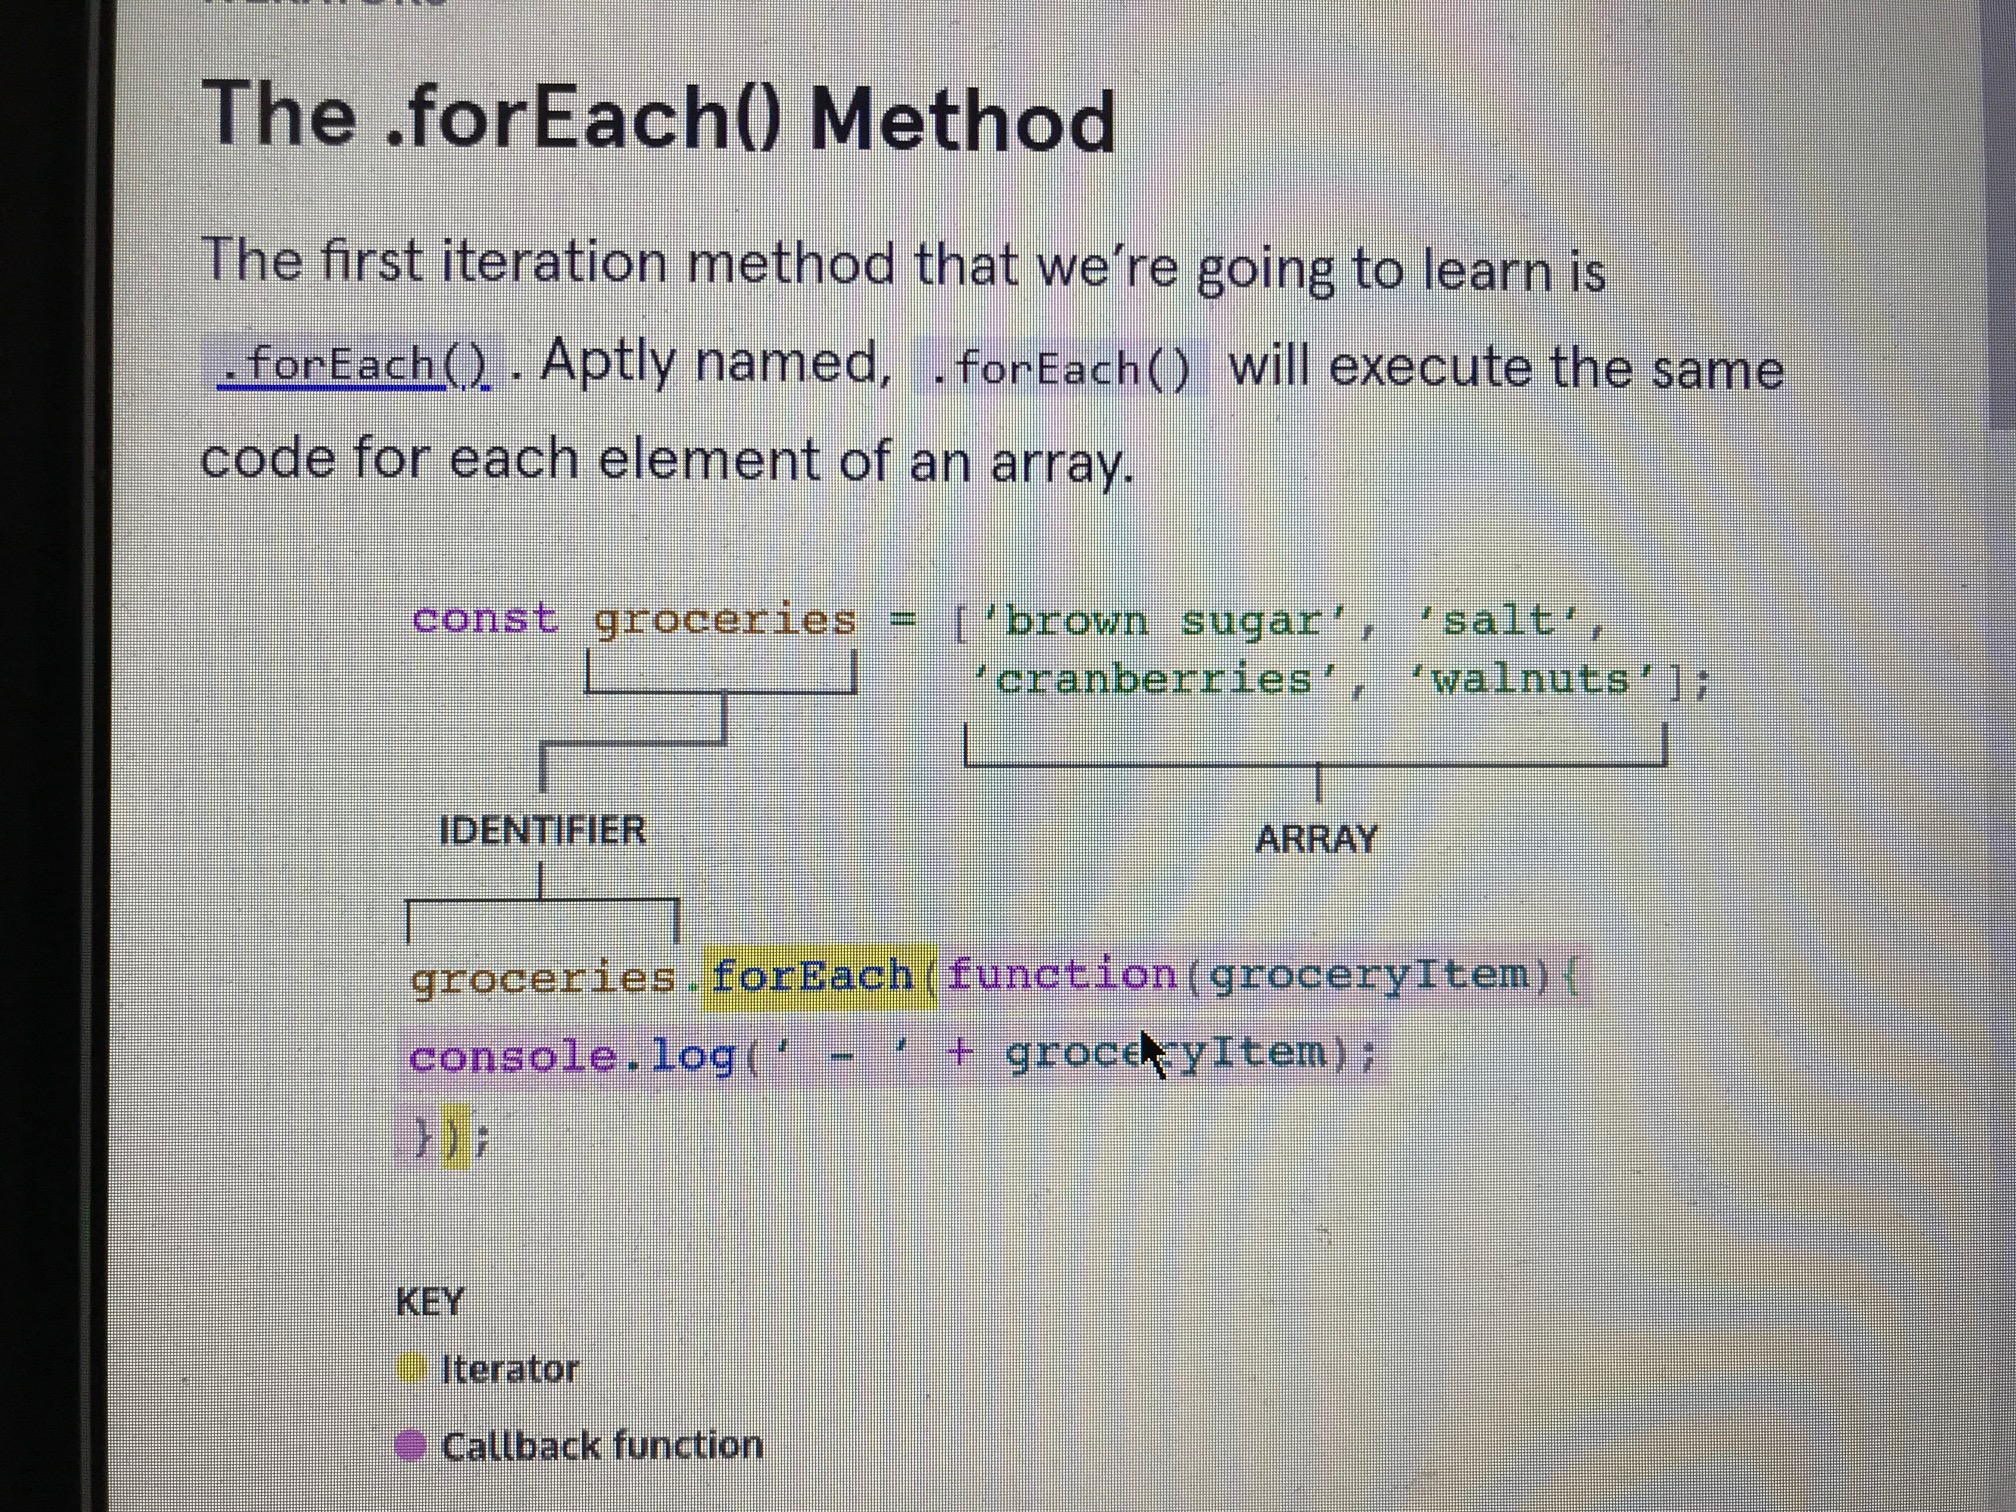 The .forEach() Method
The first iteration method that we're going to learn is
.forEach(). Aptly named, .forEach() will execute the same
code for each element of an array.
const groceries = ['brown sugar', 'salt',
'cranberries', 'walnuts'];
IDENTIFIER
ARRAY
groceries.forEach(function(groceryItem){
console.log(' - ' + groceryItem);
});
KEY
Iterator
Callback function